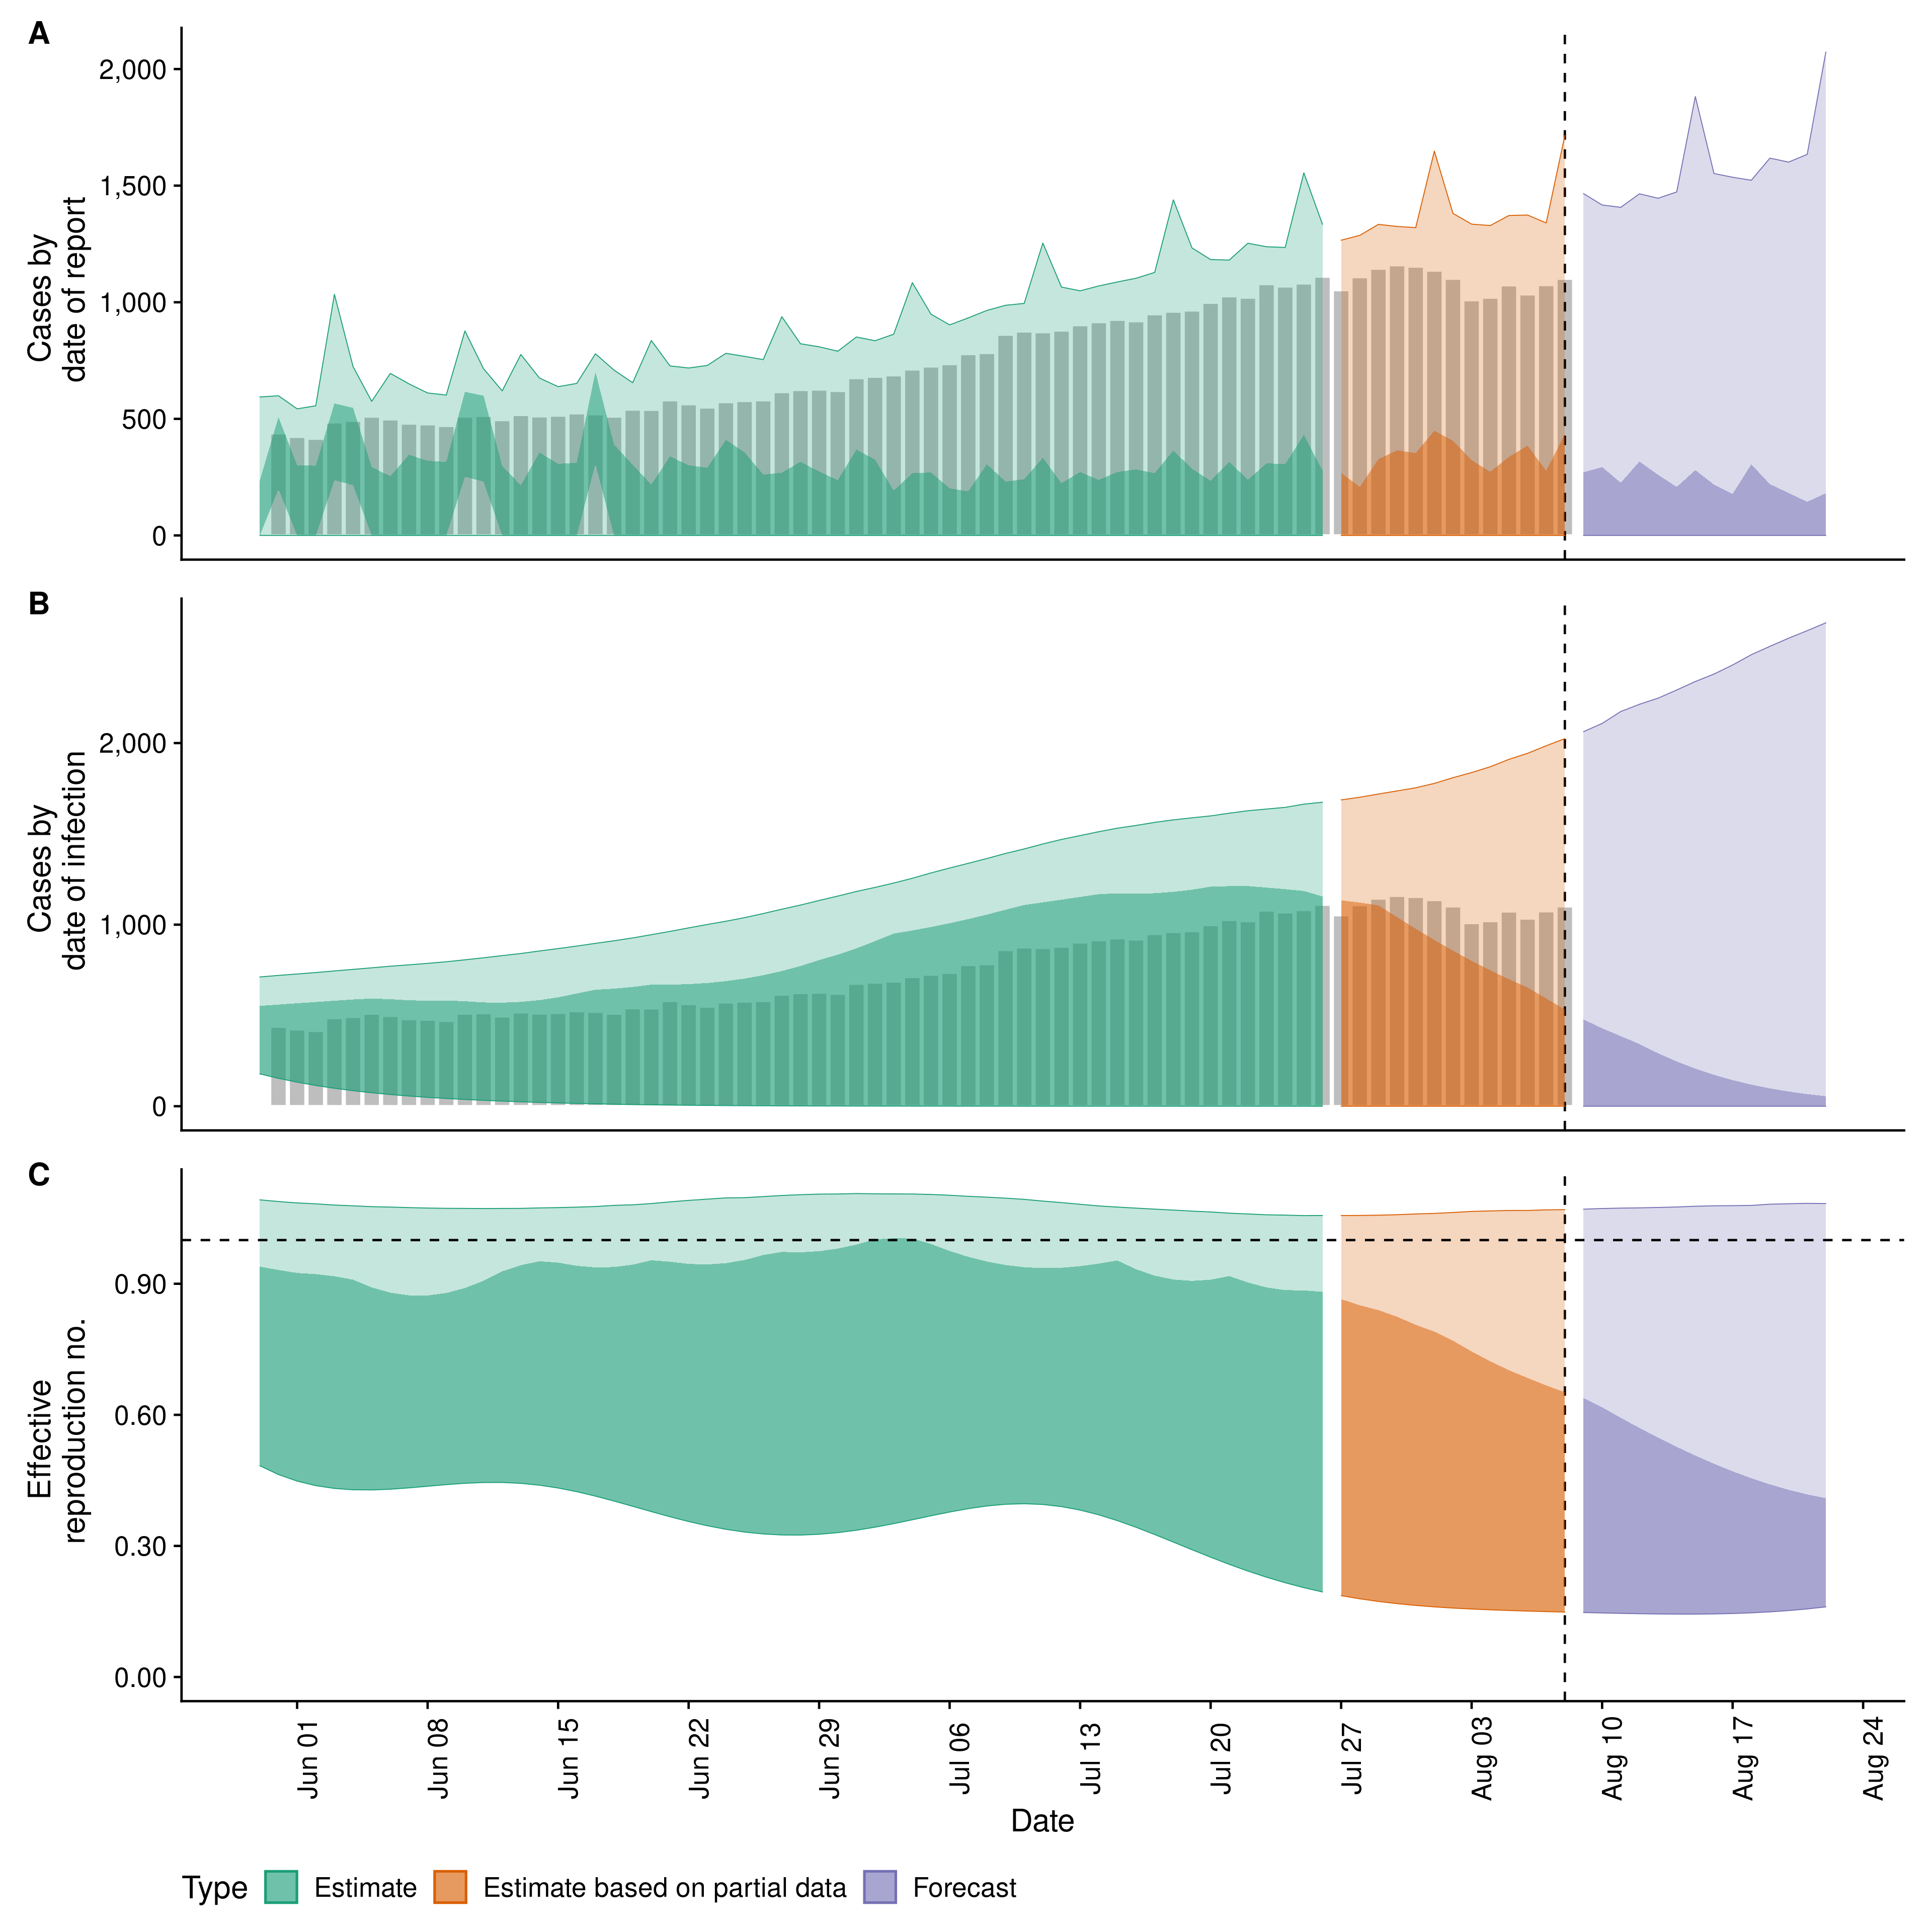 A
2,000
1,500
1,000
500
0
Cases by
date of report
B
2,000
1,000
0
Cases by
date of infection
C
0.90
0.60
0.30
0.00
Effective
reproduction no.
Jun 01
Jun 08
Jun 15
Jun 22
Jun 29
Jul 06
Jul 13
Jul 20
Jul 27
Aug 03
Aug 10
Aug 17
Aug 24
Date
Type Estimate Estimate based on partial data Forecast